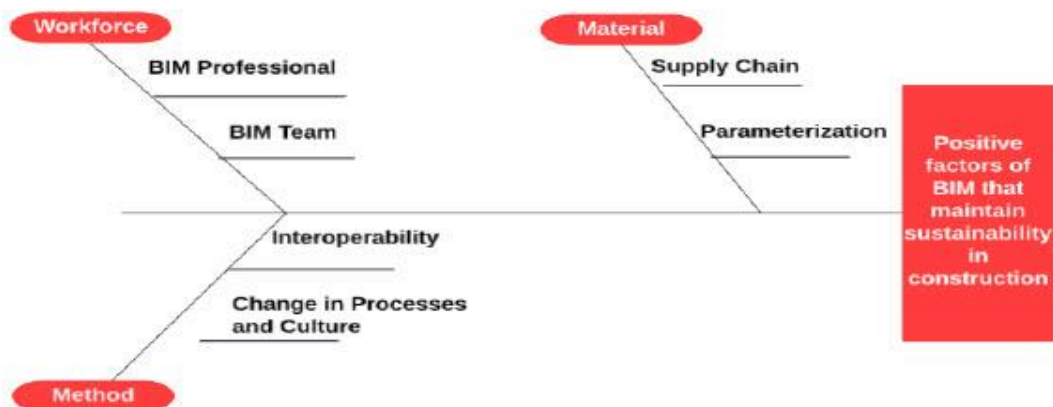 Workforce
Material
BIM Professional
Supply Chain
BIM Team
Parameterization
Positive
factors of
BIM that
maintain
sustainability
in
construction
Interoperability
Change in Processes
and Culture
Method